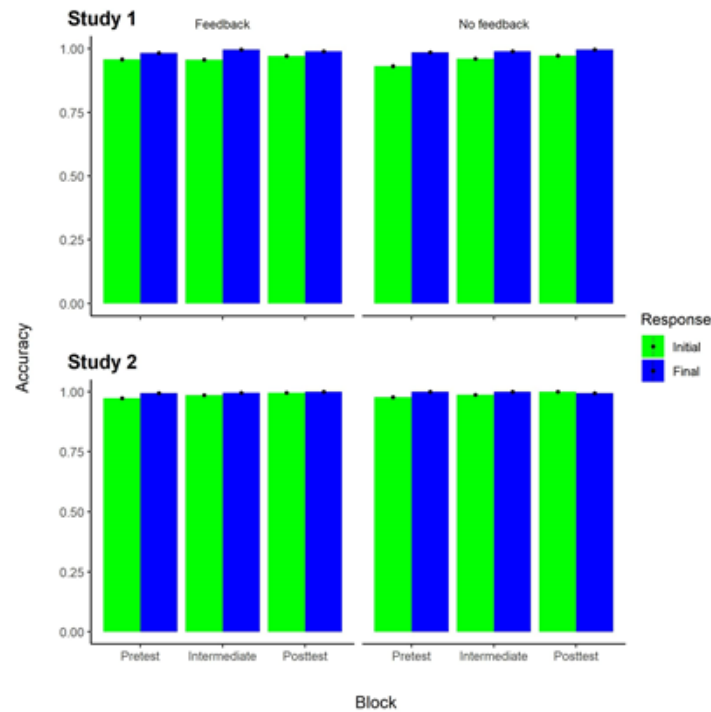 Study 1
Feedback
No feedback
1.00
0.75
0.50
0.25
0.00
Accuracy
Response
Initial
Final
Study 2
1.00
0.75
0.50
0.25
0.00
Pretest Intermediate Posttest
Pretest Intermediate Posttest
Block